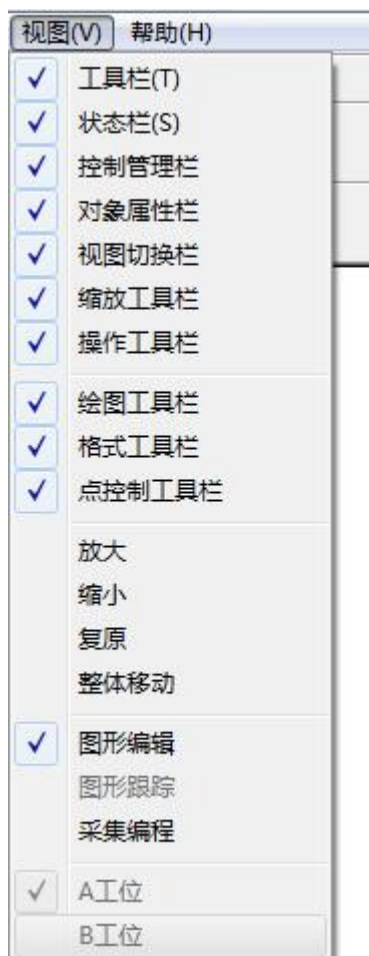 视图(V) 帮助(H)
工具栏(T)
状态栏(S)
控制管理栏
对象属性栏
视图切换栏
缩放工具栏
操作工具栏
绘图工具栏
格式工具栏
点控制工具栏
放大
缩小
复原
整体移动
图形编辑
图形跟踪
采集编程
A工位
B工位